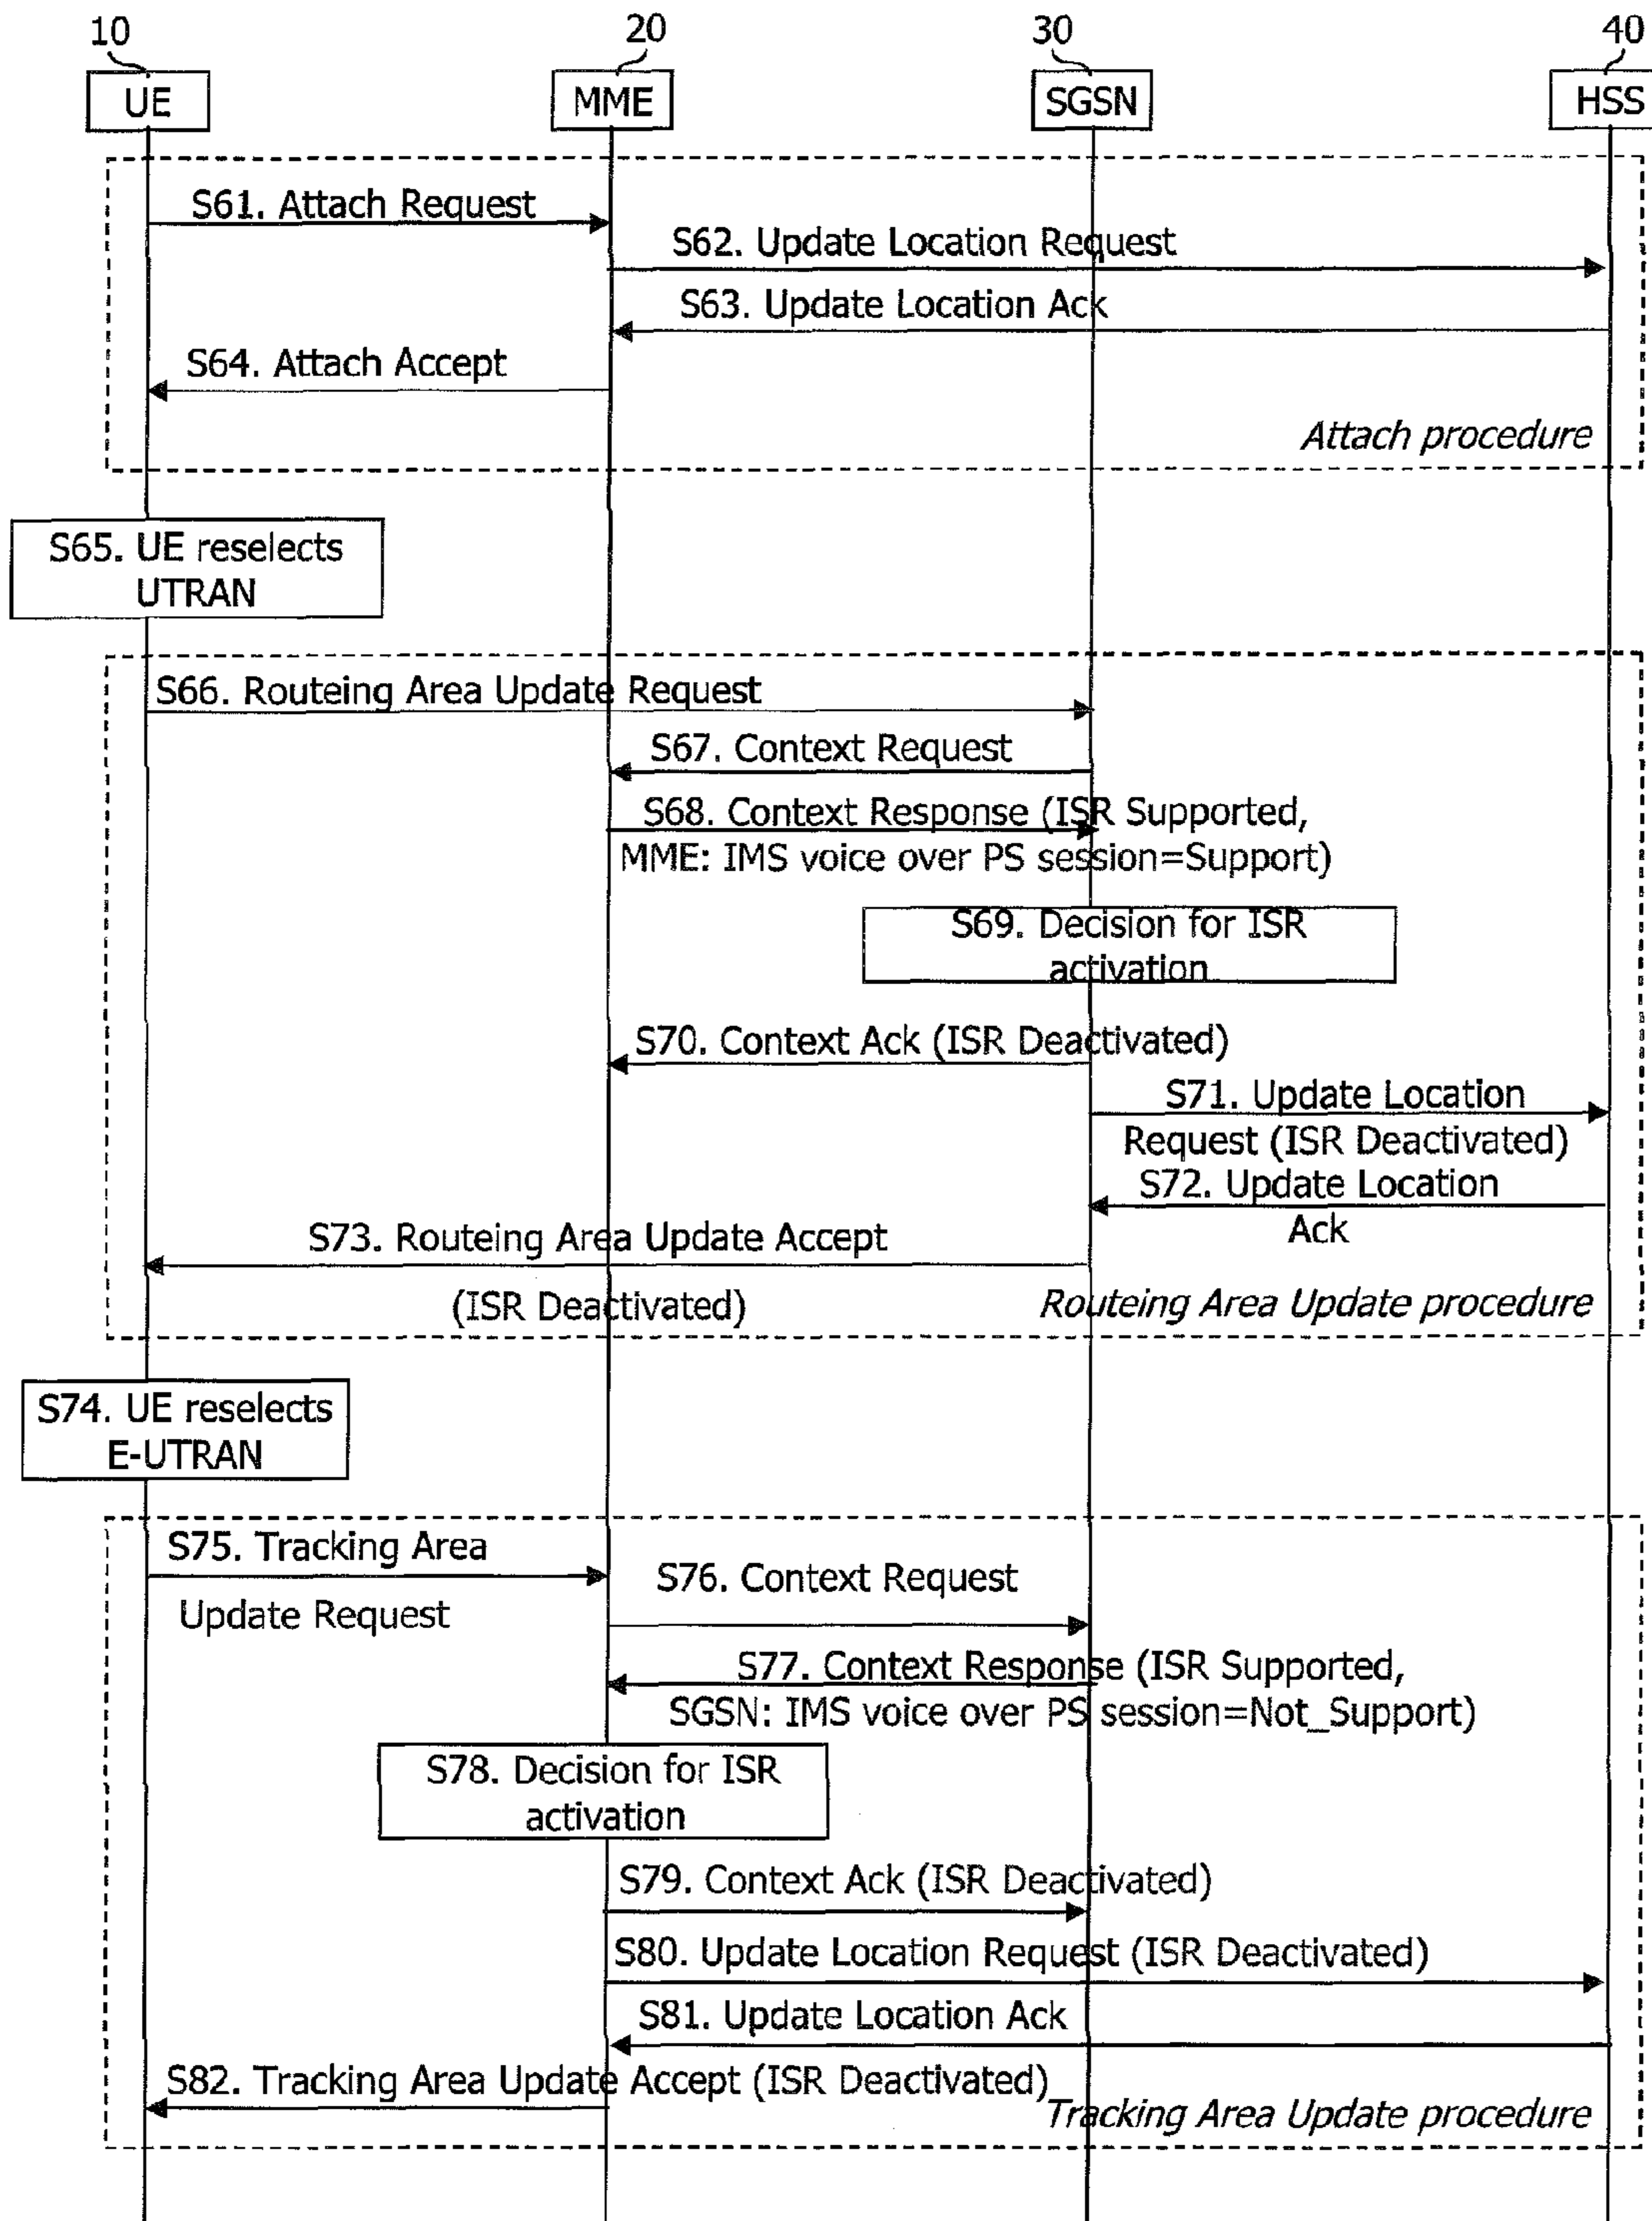 10
20
30
40
UE
MME
SGSN
HSS
S61. Attach Request
S62. Update Location Request
S63. Update Location Ack
S64. Attach Accept
Attach procedure
S65. UE reselects
UTRAN
S66. Routeing Area Update Request
S67. Context Request
S68. Context Response (ISR Supported,
MME: IMS voice over PS session=Support)
S69. Decision for ISR
activation
S70. Context Ack (ISR Deactivated)
S71. Update Location
Request (ISR Deactivated)
S72. Update Location
Ack
S73. Routeing Area Update Accept
(ISR Deactivated)
Routeing Area Update procedure
S74. UE reselects
E-UTRAN
S75. Tracking Area
Update Request
S76. Context Request
S77. Context Response (ISR Supported,
SGSN: IMS voice over PS session=Not_Support)
S78. Decision for ISR
activation
S79. Context Ack (ISR Deactivated)
S80. Update Location Request (ISR Deactivated)
S81. Update Location Ack
S82. Tracking Area Update Accept (ISR Deactivated)
Tracking Area Update procedure